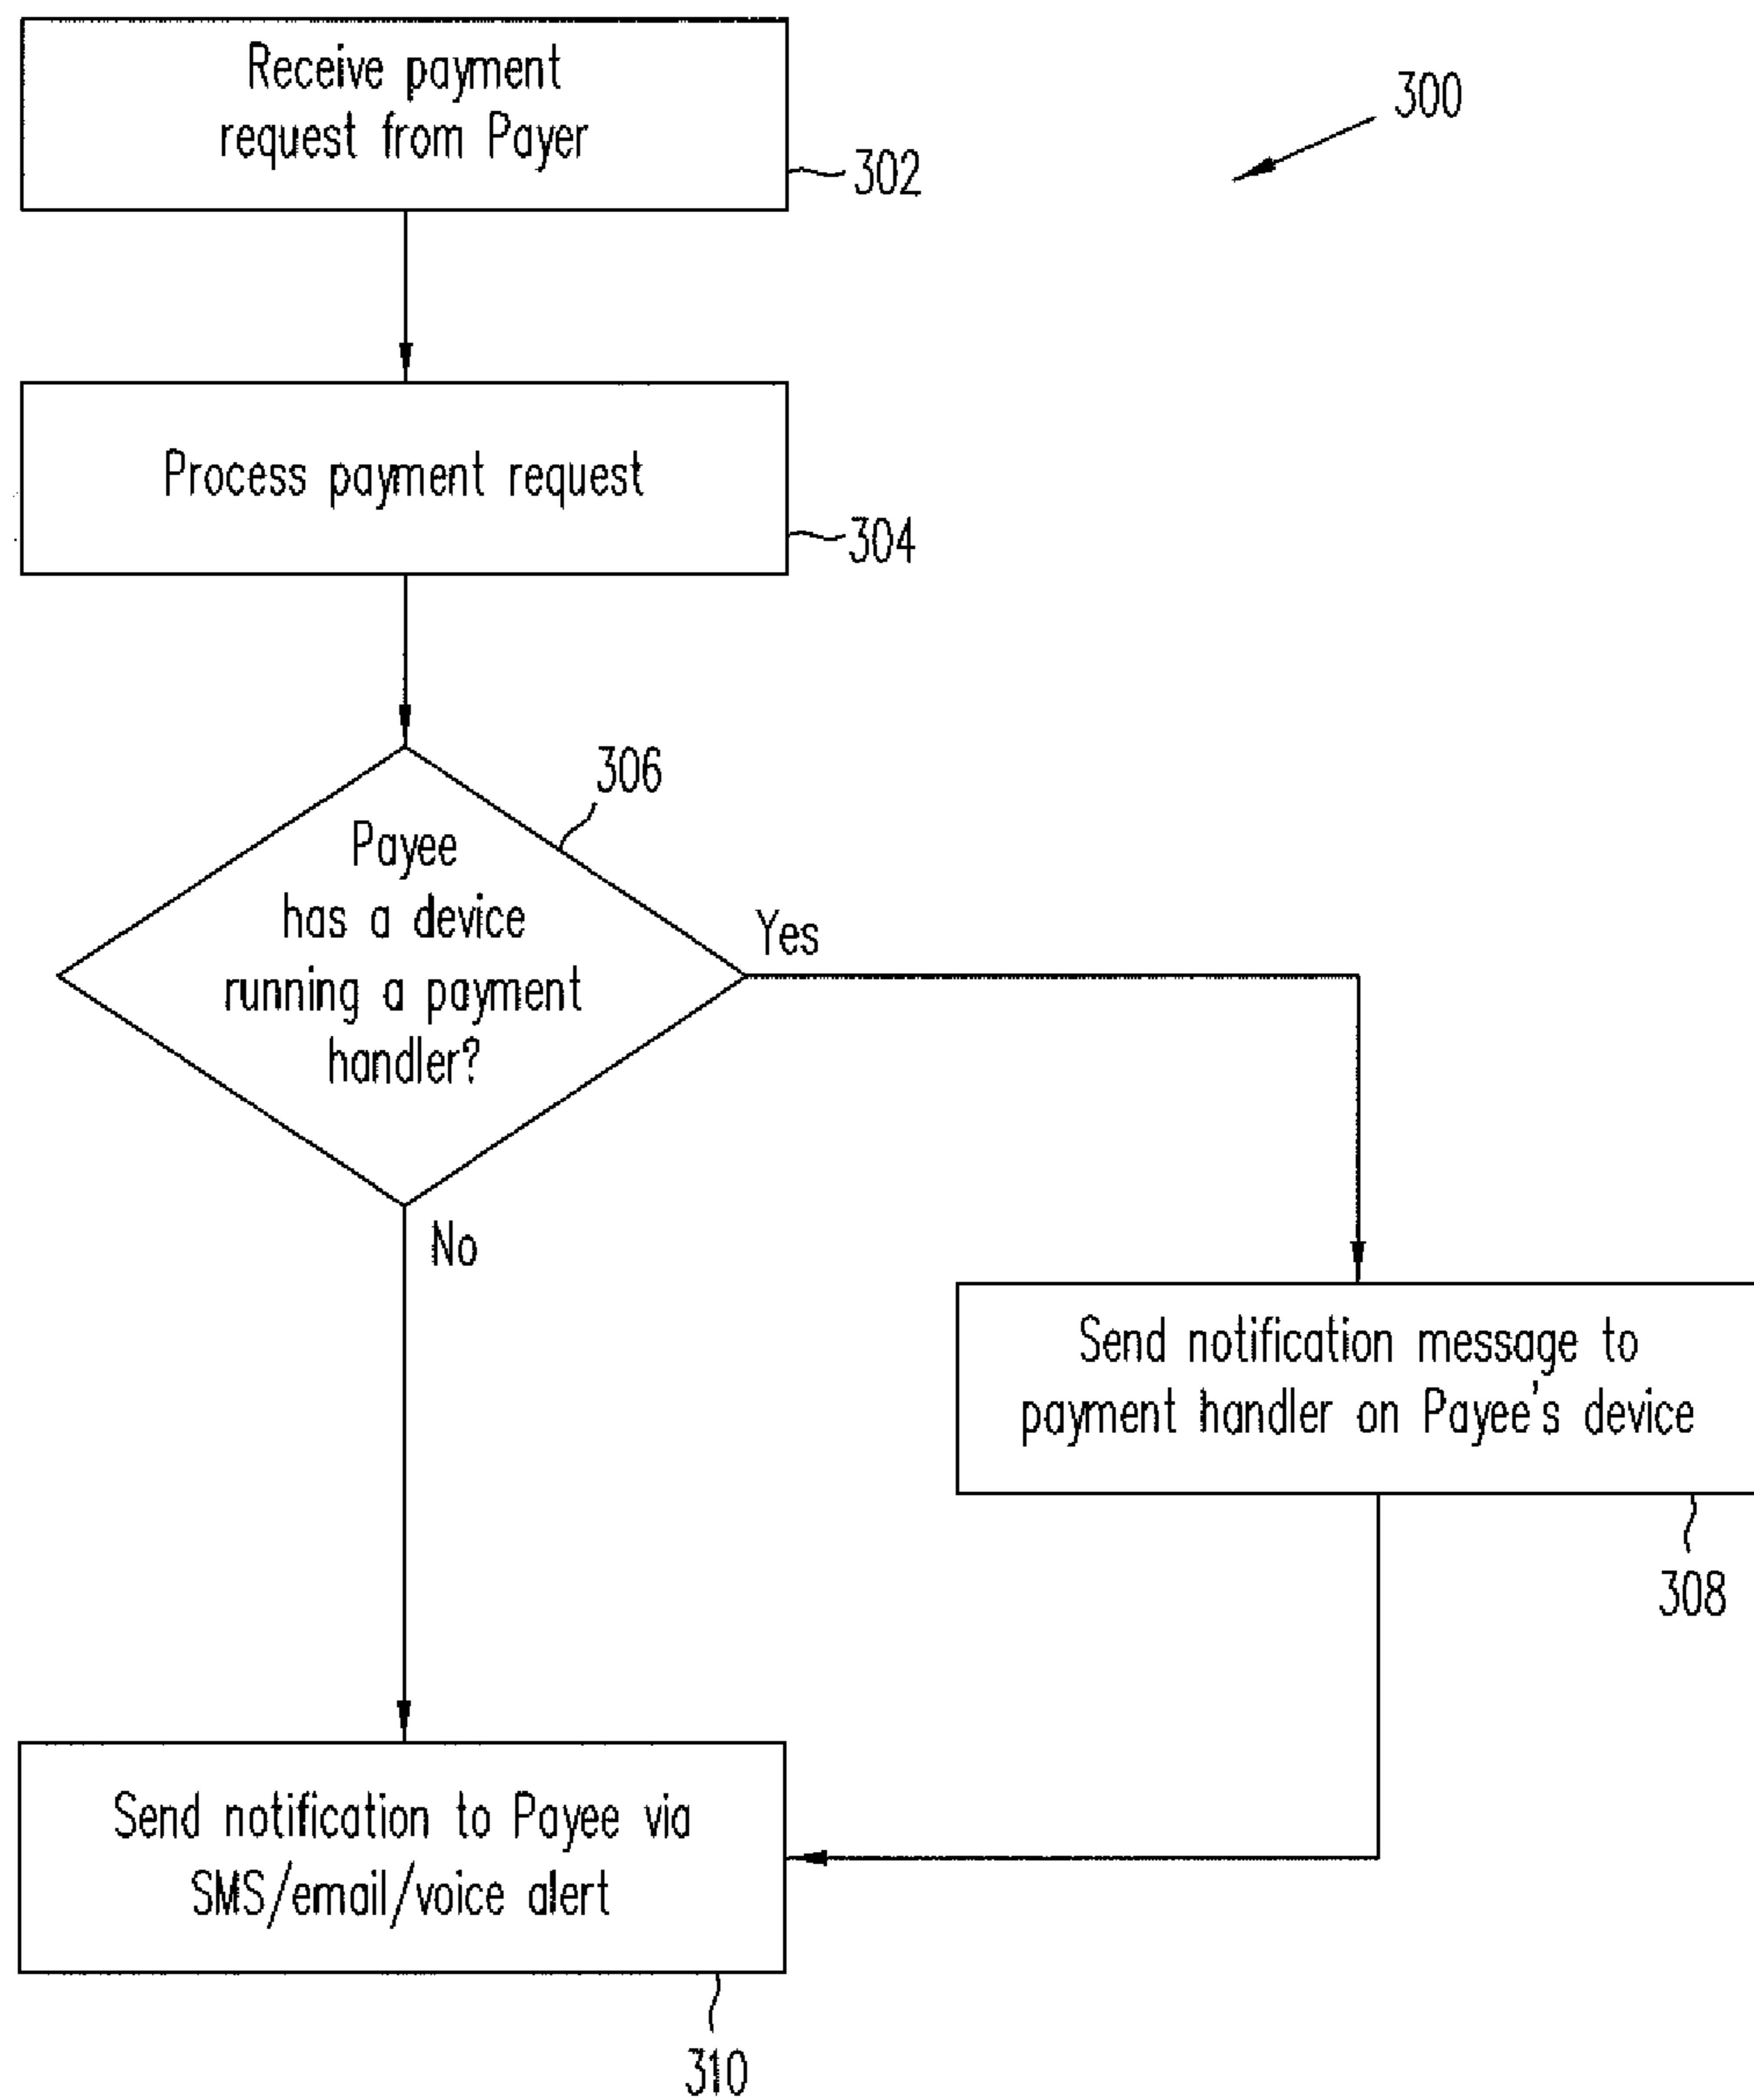 Receive payment
request from Payer
302
300
Process payment request
304
306
Payee
has a device
running a payment
handler?
Yes
No
Send notification message to
payment handler on Payee's device
308
Send notification to Payee via
SMS/email/voice alert
310